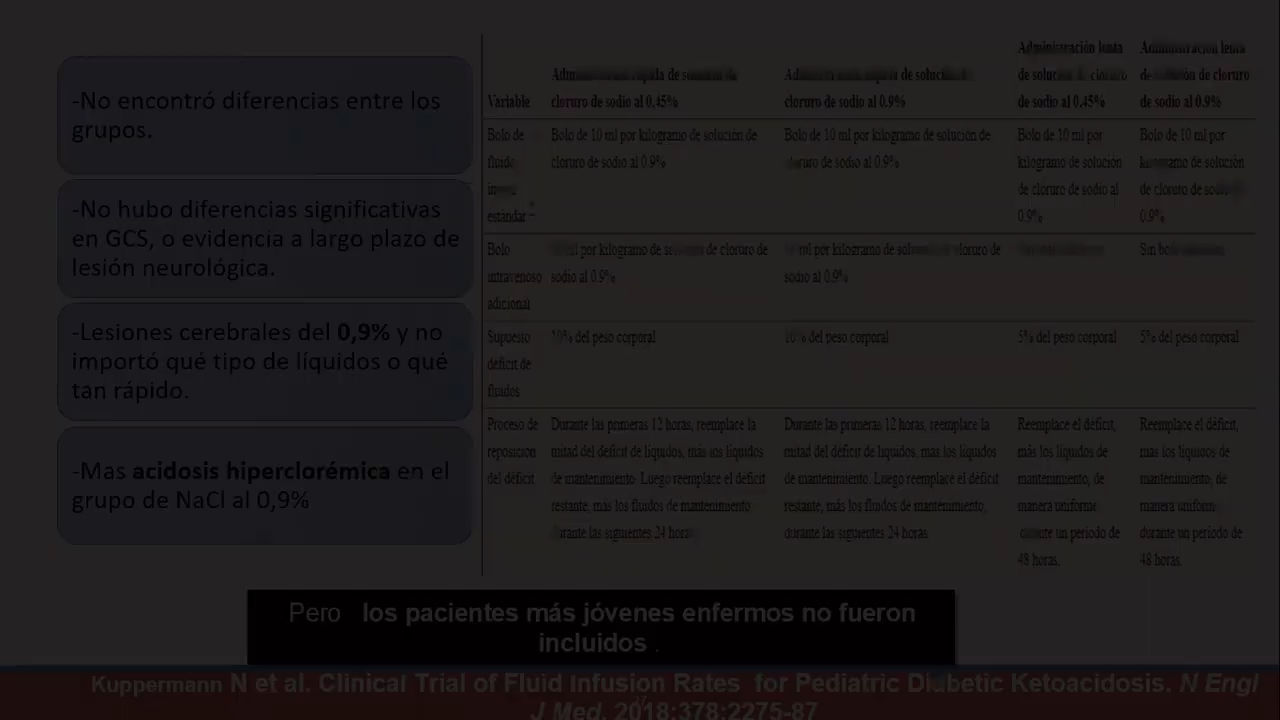 -No encontró diferencias entre los
grupos.
-No hubo diferencias significativas
en GCS, o evidencia a largo plazo de
lesión neurológica.
-Lesiones cerebrales del 0,9% y no
importó qué tipo de líquidos o qué
tan rápido.
-Mas acidosis hiperclorémica en el
grupo de NaCl al 0,9%
Variable
de solución
cloruro de sodio al 0,45%
de solución
cloruro de sodio al 0.9%
Administración lenta
de cloruro
de sodio al 0.45%
Administración lenta
de cloruro
de sodio al 0.9%
Bolo de
fluido
estándar
Bolo de 10 ml por kilogramo de solución de
cloruro de sodio al 0.9%
Bolo de 10 ml por kilogramo de solución de
cloruro de sodio al 0.9%
Bolo de 10 ml por
kilogramo de solución
de cloruro de sodio al
0.9%
Bolo de 10 ml por
kilogramo de solución
de cloruro de sodio
0.9%
Bolo
intravenoso
adicional
ml por kilogramo de de cloruro de
sodio al 0.9%
ml por kilogramo de cloruro de
sodio al 0.9%
Sin
Supuesto
déficit de
fluidos
10% del peso corporal
10% del peso corporal
5% del peso corporal
5% del peso corporal
Proceso de
reposición
del déficit
Durante las primeras 12 horas, reemplace la
mitad del déficit de líquidos, más los líquidos
de mantenimiento. Luego reemplace el déficit
restante, más los fluidos de mantenimiento
durante las siguientes 24 horas
Durante las primeras 12 horas, reemplace la
mitad del déficit de líquidos, más los líquidos
de mantenimiento. Luego reemplace el déficit
restante, más los fluidos de mantenimiento,
durante las siguientes 24 horas
Reemplace el déficit,
más los líquidos de
mantenimiento, de
manera uniforme
durante un periodo de
48 horas.
Reemplace el déficit,
más los líquidos de
mantenimiento, de
manera uniforme
durante un periodo de
48 horas.
Pero los pacientes más jóvenes enfermos no fueron
incluidos .
Kuppermann N et al. Clinical Trial of Fluid Infusion Rates for Pediatric Diabetic Ketoacidosis. N Engl
J Med. 2018;378:2275-87